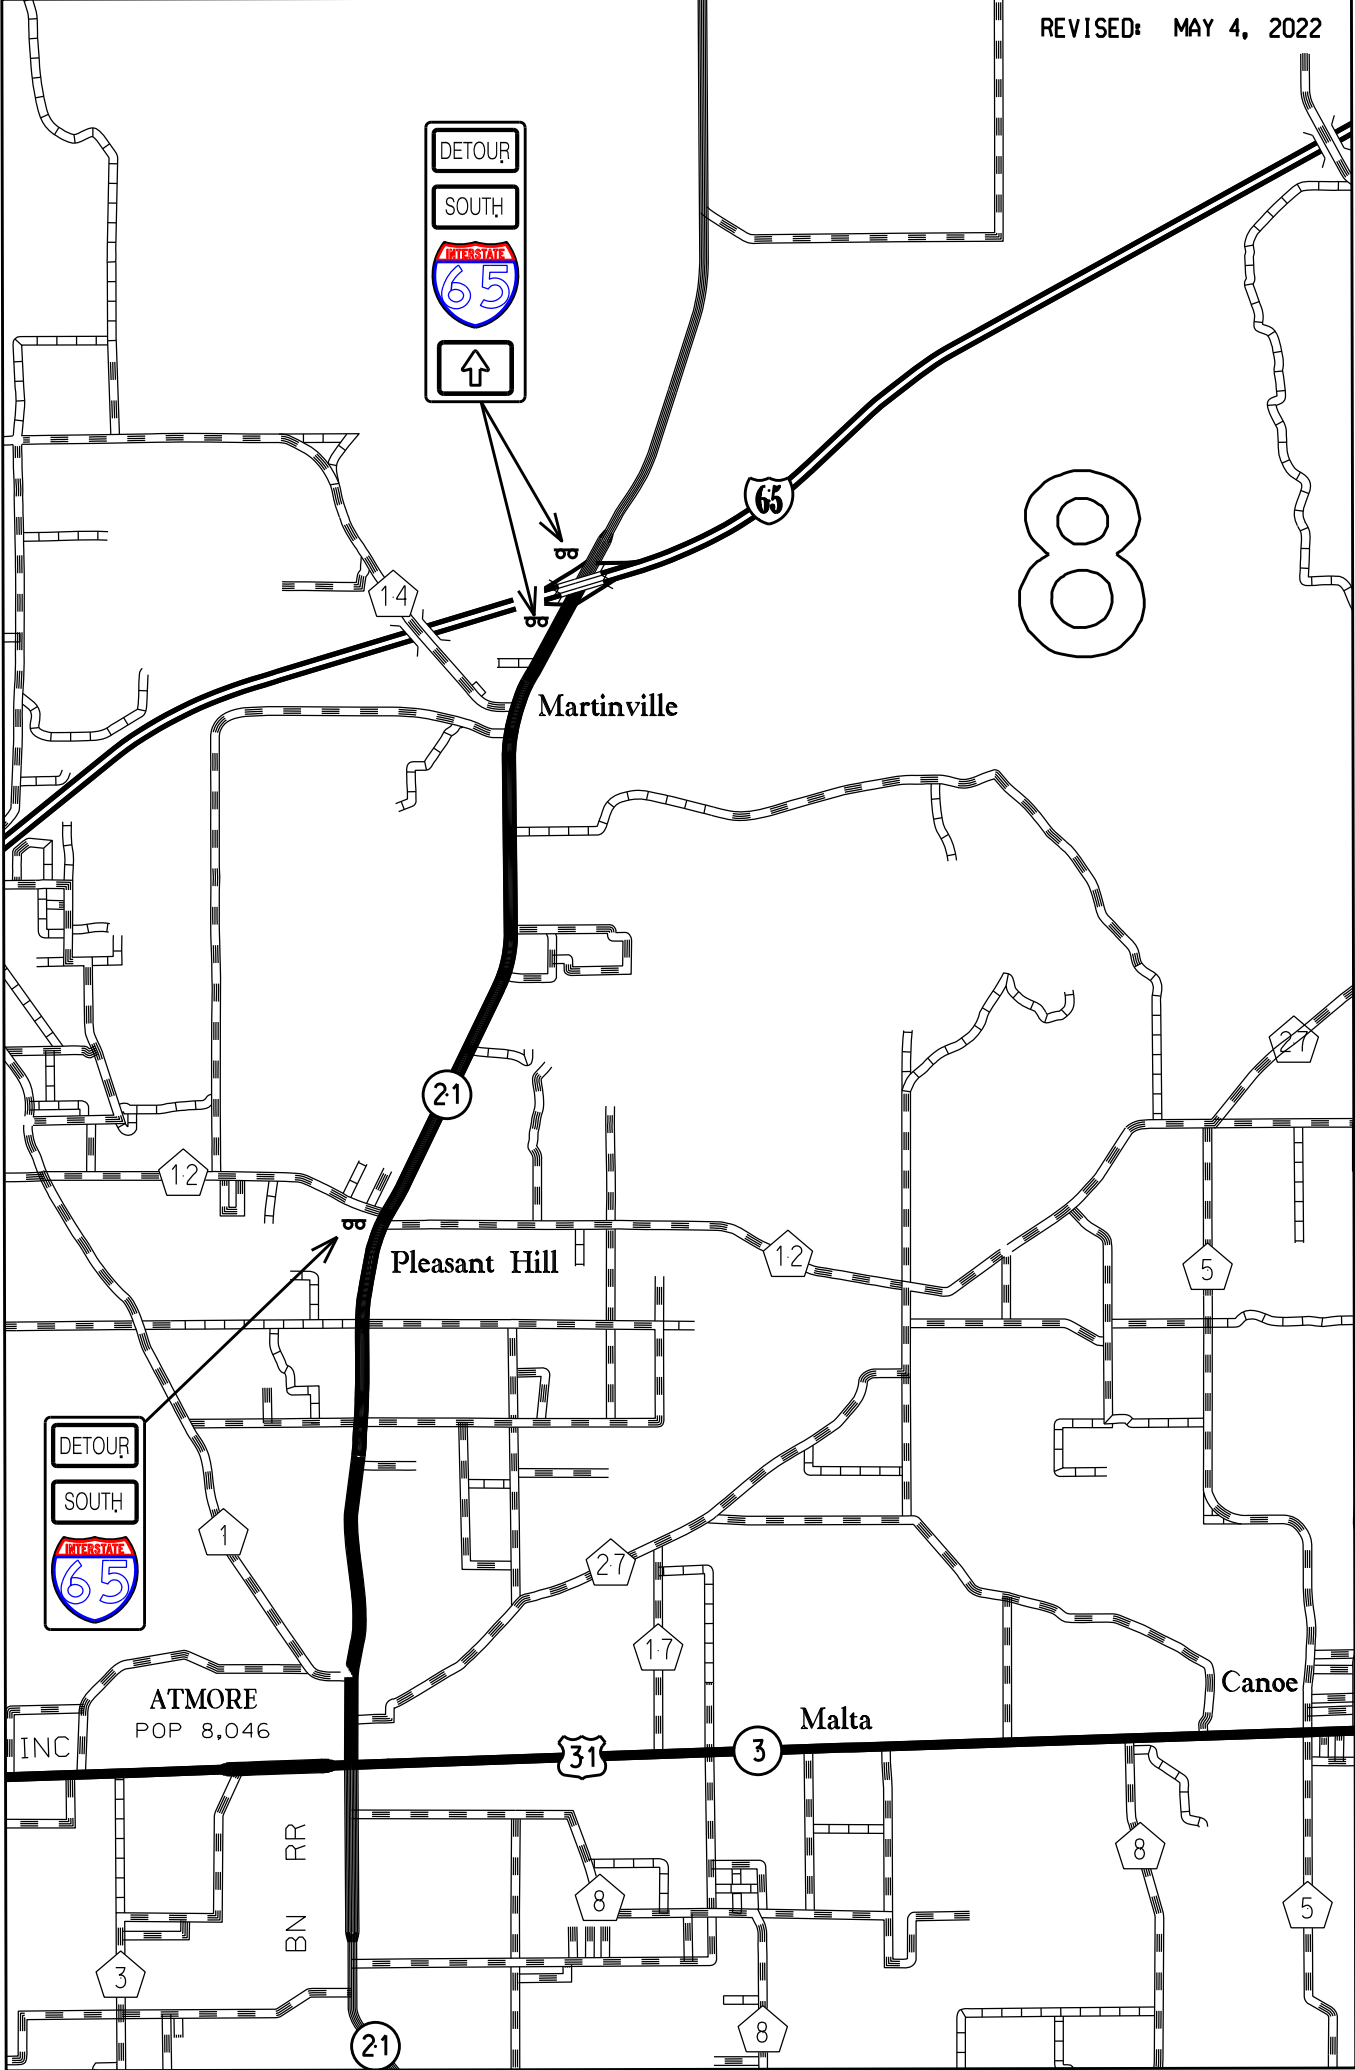 REVISED: MAY 4, 2022
DETOUR
SOUTH
INTERSTATE
65
65
8
14
Martinville
27
21
12
Pleasant Hill
12
5
DETOUR
SOUTH
INTERSTATE
65
1
27
17
Canoe
ATMORE
POP 8,046
Malta
INC
31
3
RR
8
8
5
BN
3
8
21